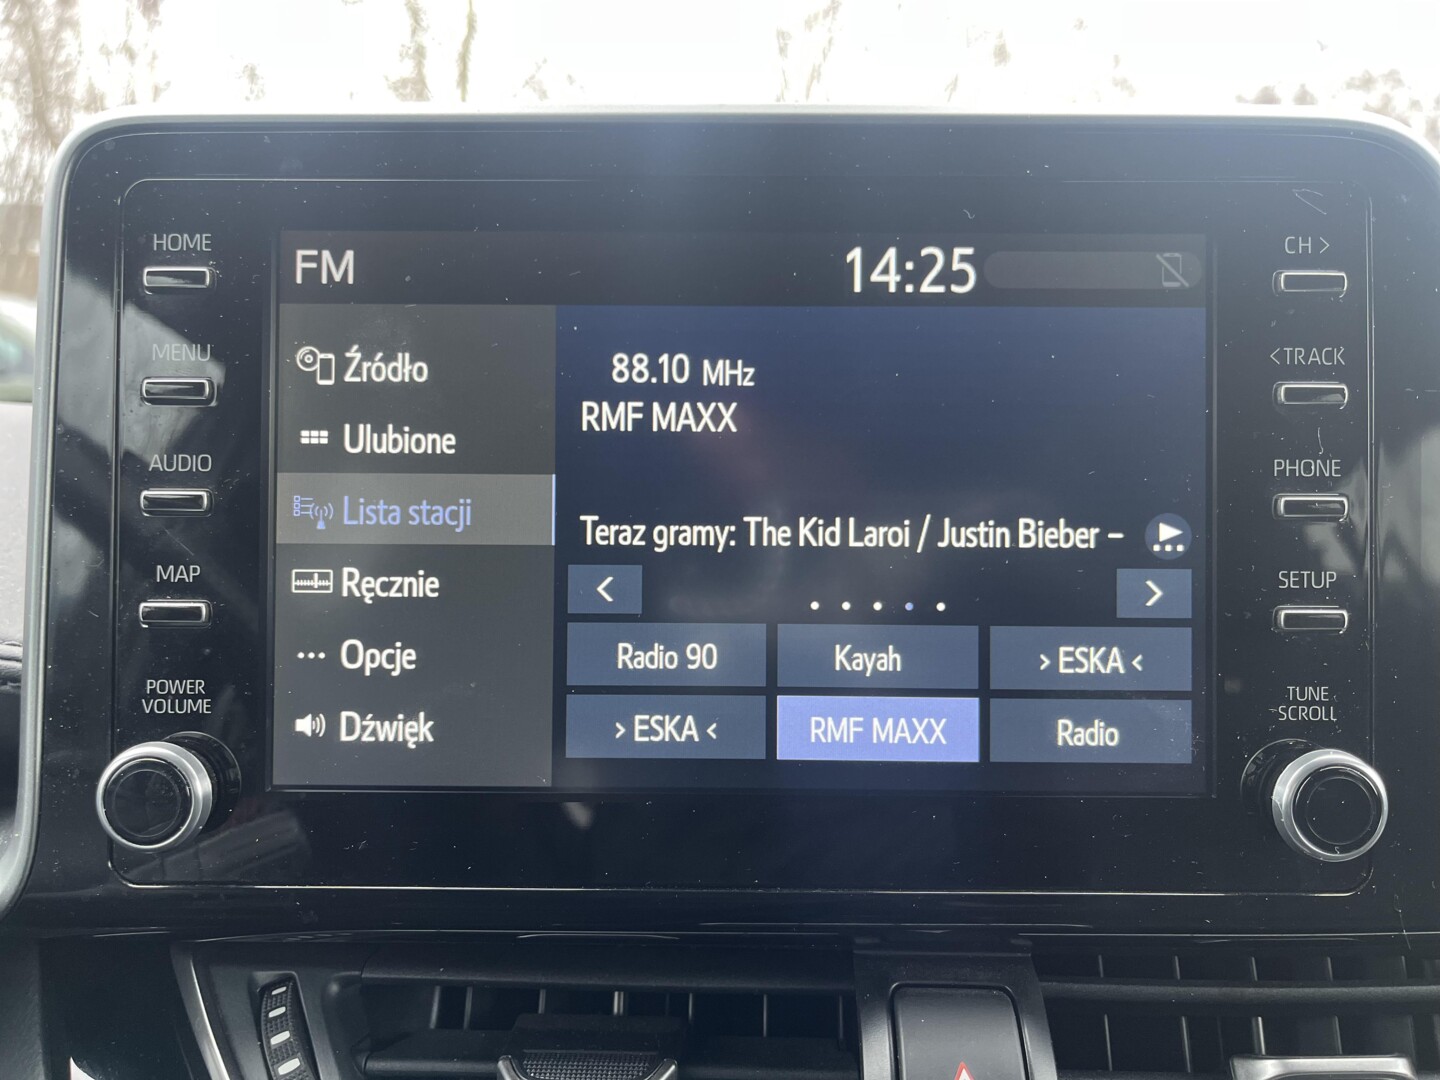 HOME
MENU
AUDIO
MAP
POWER
VOLUME
FM
14:25
Źródło
Ulubione
Lista stacji
Ręcznie
Opcje
Dźwięk
88.10 MHz
RMF MAXX
Teraz gramy: The Kid Laroi / Justin Bieber –
<
>
Radio 90
Kayah
> ESKA <
> ESKA <
RMF MAXX
Radio
CH >
< TRACK
PHONE
SETUP
TUNE
SCROLL